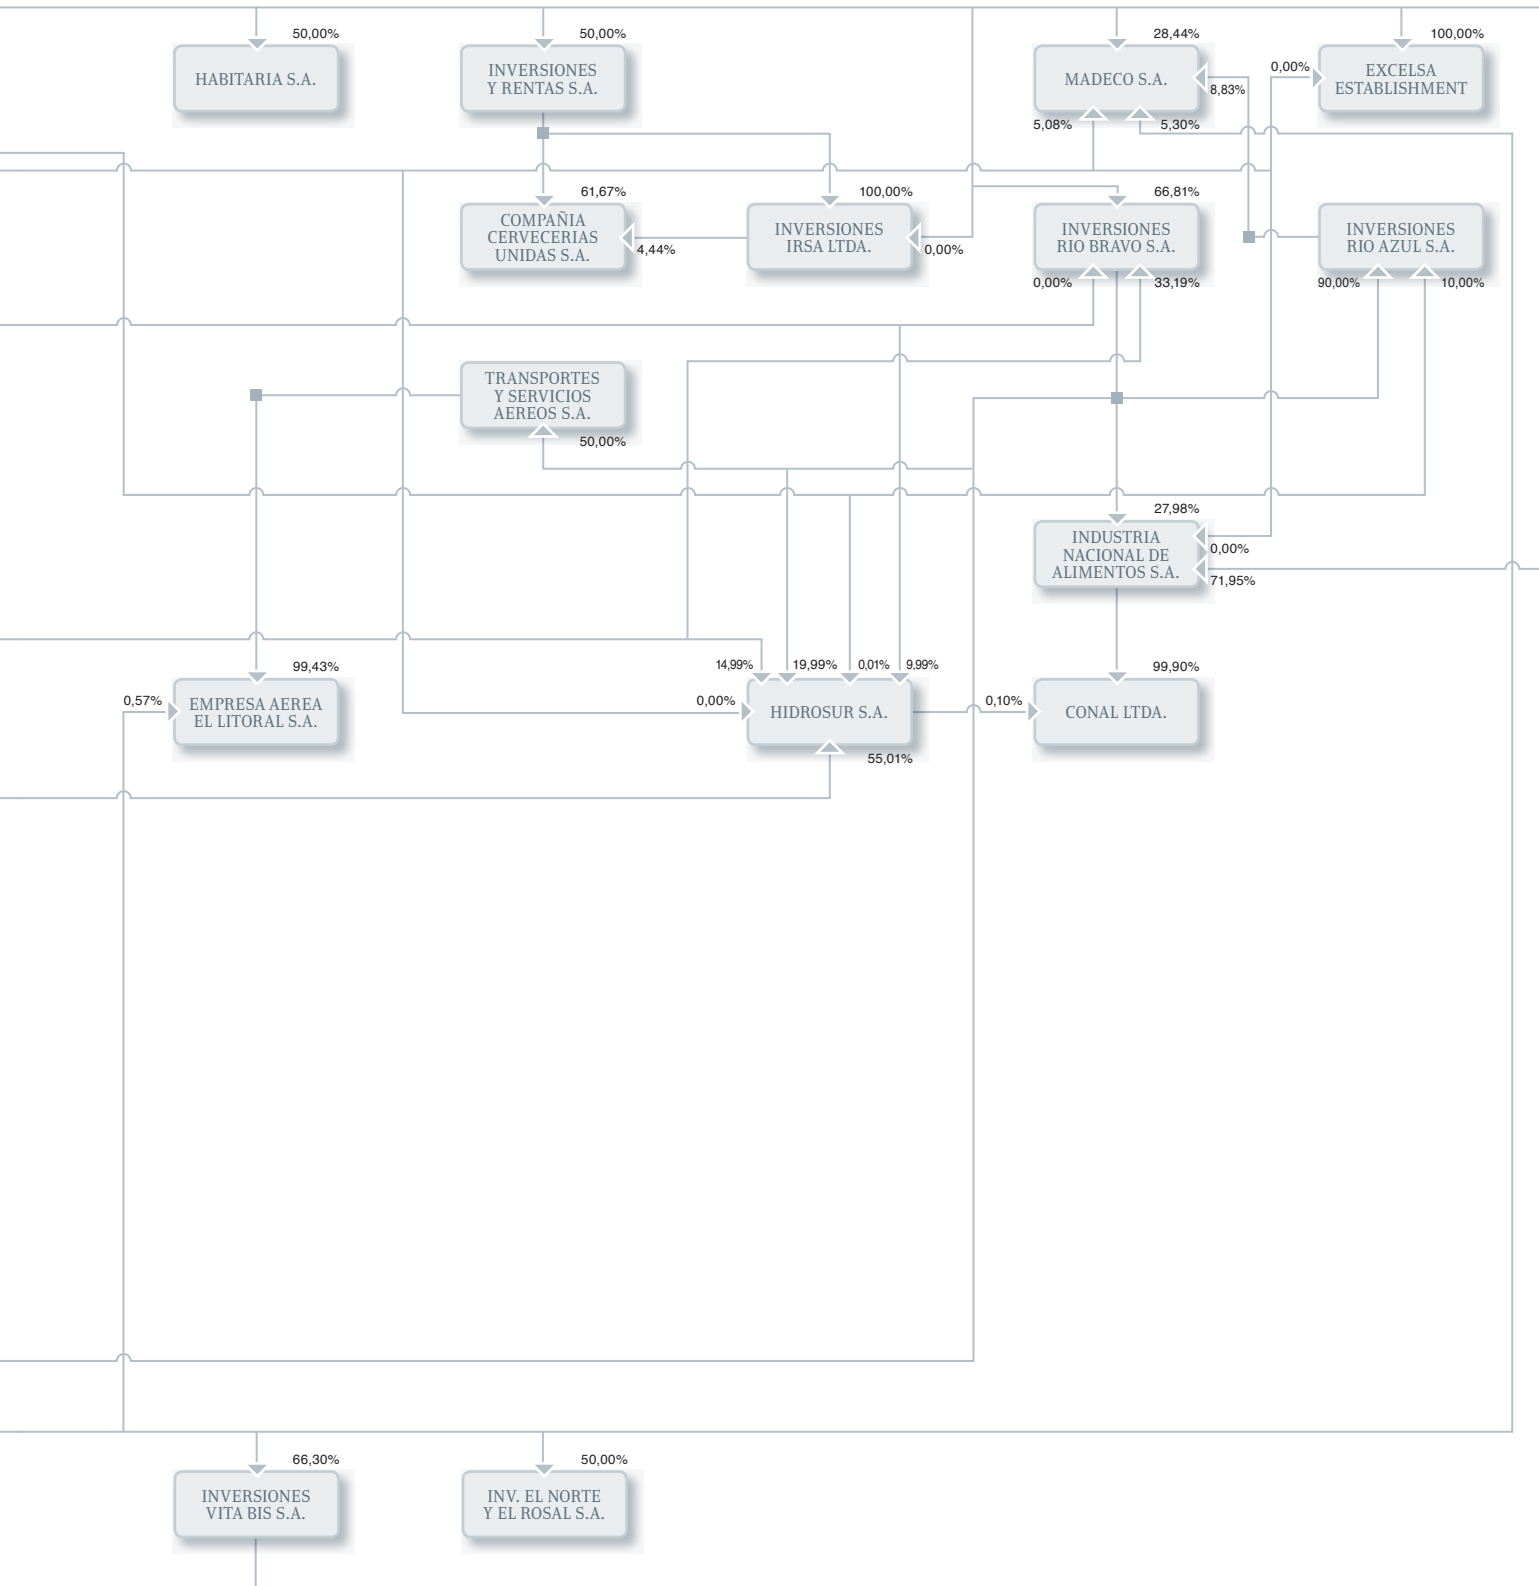 50,00%
50,00%
28,44%
100,00%
HABITARIA S.A.
INVERSIONES
Y RENTAS S.A.
MADECO S.A.
8,83%
0,00%
EXCELSA
ESTABLISHMENT
5,08%
5,30%
61,67%
100,00%
66,81%
COMPAÑIA
CERVECERIAS
UNIDAS S.A.
4,44%
INVERSIONES
IRSA LTDA.
0,00%
INVERSIONES
RIO BRAVO S.A.
INVERSIONES
RIO AZUL S.A.
0,00%
33,19%
90,00%
10,00%
TRANSPORTES
Y SERVICIOS
AEREOS S.A.
50,00%
27,98%
INDUSTRIA
NACIONAL DE
ALIMENTOS S.A.
0,00%
71,95%
99,43%
14,99%
19,99%
0,01%
9,99%
99,90%
0,57%
EMPRESA AEREA
EL LITORAL S.A.
0,00%
HIDROSUR S.A.
0,10%
CONAL LTDA.
55,01%
66,30%
50,00%
INVERSIONES
VITA BIS S.A.
INV. EL NORTE
Y EL ROSAL S.A.